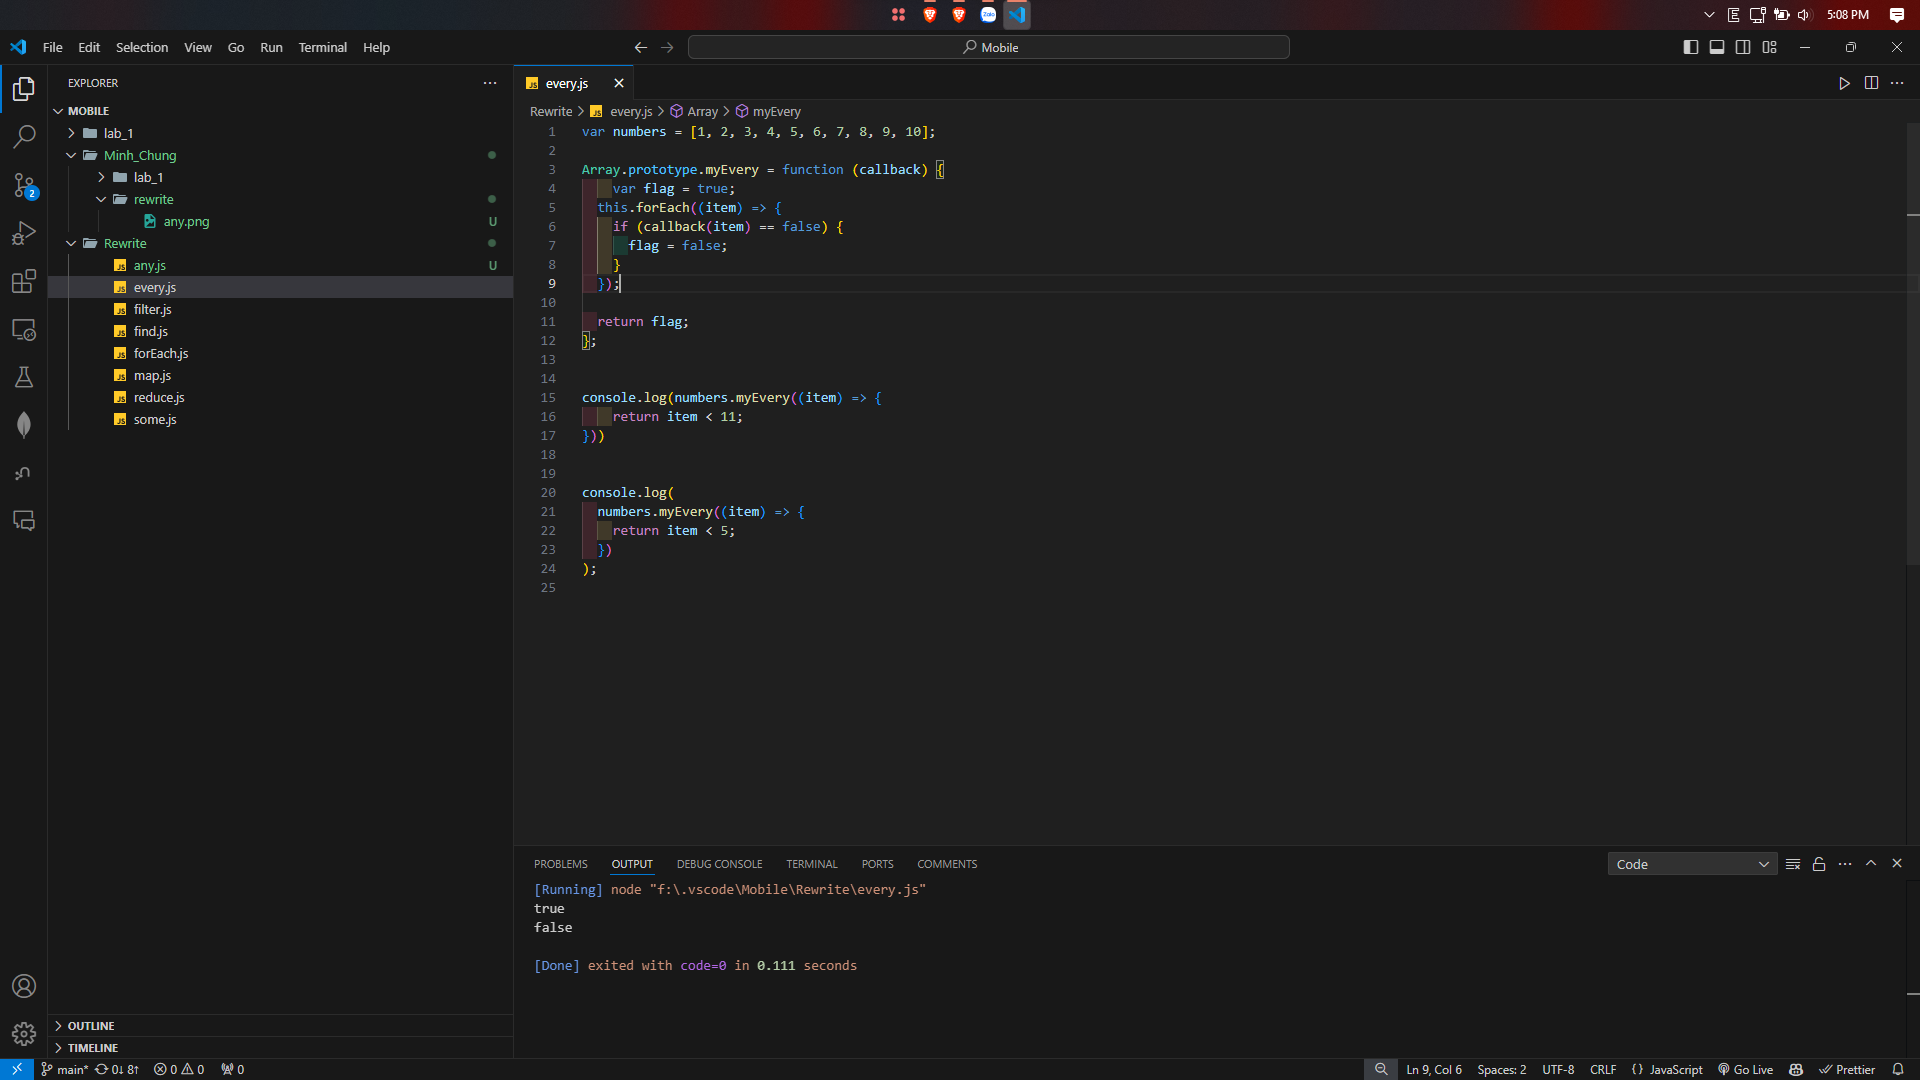 5:08 PM
File Edit Selection View Go Run Terminal Help
Mobile
EXPLORER
MOBILE
lab_1
Minh_Chung
lab_1
rewrite
any.png U
Rewrite
any.js U
every.js
filter.js
find.js
forEach.js
map.js
reduce.js
some.js
2
OUTLINE
TIMELINE
JS every.js
Rewrite > JS every.js > Array > myEvery
1 var numbers = [1, 2, 3, 4, 5, 6, 7, 8, 9, 10];
2
3 Array.prototype.myEvery = function (callback) {
4     var flag = true;
5   this.forEach((item) => {
6     if (callback(item) == false) {
7       flag = false;
8     }
9   });
10
11   return flag;
12 };
13
14
15 console.log(numbers.myEvery((item) => {
16     return item < 11;
17 }))
18
19
20 console.log(
21   numbers.myEvery((item) => {
22     return item < 5;
23   })
24 );
25
PROBLEMS OUTPUT DEBUG CONSOLE TERMINAL PORTS COMMENTS
Code
[Running] node "f:\.vscode\Mobile\Rewrite\every.js"
true
false
[Done] exited with code=0 in 0.111 seconds
main* 0↓ 8↑ 0 0 0
Ln 9, Col 6 Spaces: 2 UTF-8 CRLF {} JavaScript Go Live Prettier